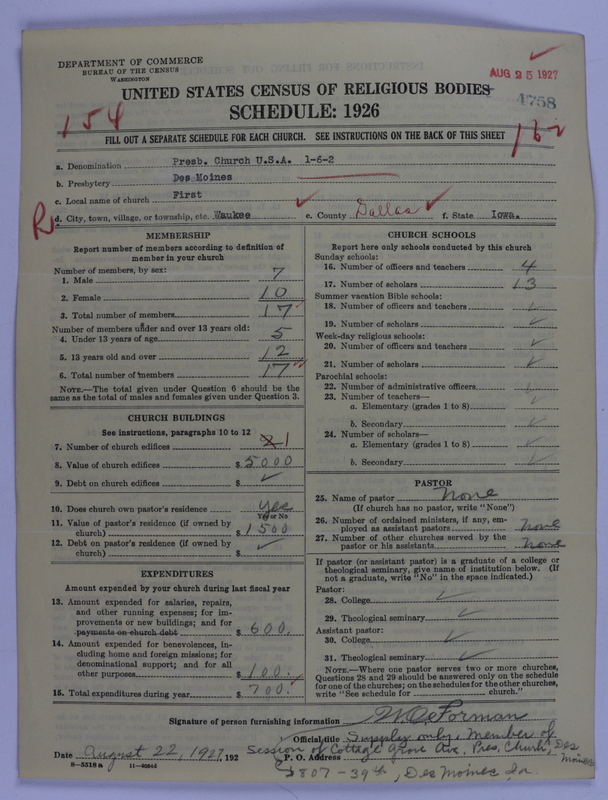 DEPARTMENT OF COMMERCE
BUREAU OF THE CENSUS
WASHINGTON
AUG 25 1927
UNITED STATES CENSUS OF RELIGIOUS BODIES
4758
SCHEDULE: 1926
154
FILL OUT A SEPARATE SCHEDULE FOR EACH CHURCH. SEE INSTRUCTIONS ON THE BACK OF THIS SHEET
a. Denomination Presb. Church U.S.A. 1-6-2
b. Presbytery Des Moines
c. Local name of church First
d. City, town, village, or township, etc. Waukee e. County Dallas f. State Iowa.
MEMBERSHIP
Report number of members according to definition of
member in your church
Number of members, by sex:
1. Male 7
2. Female 10
3. Total number of members 17
Number of members under and over 13 years old:
4. Under 13 years of age 5
5. 13 years old and over 12
6. Total number of members 17
NOTE.—The total given under Question 6 should be the
same as the total of males and females given under Question 3.
CHURCH BUILDINGS
See instructions, paragraphs 10 to 12
7. Number of church edifices 1
8. Value of church edifices $ 5000
9. Debt on church edifices $ ✓
10. Does church own pastor's residence Yes
Yes or No
11. Value of pastor's residence (if owned by
church) $ 1500
12. Debt on pastor's residence (if owned by
church) $ ✓
EXPENDITURES
Amount expended by your church during last fiscal year
13. Amount expended for salaries, repairs,
and other running expenses; for im-
provements or new buildings; and for
payments on church debt $ 600.
14. Amount expended for benevolences, in-
cluding home and foreign missions; for
denominational support; and for all
other purposes $ 100.
15. Total expenditures during year $ 700.
CHURCH SCHOOLS
Report here only schools conducted by this church
Sunday schools:
16. Number of officers and teachers 4
17. Number of scholars 13
Summer vacation Bible schools:
18. Number of officers and teachers ✓
19. Number of scholars ✓
Week-day religious schools:
20. Number of officers and teachers ✓
21. Number of scholars ✓
Parochial schools:
22. Number of administrative officers ✓
23. Number of teachers—
a. Elementary (grades 1 to 8) ✓
b. Secondary ✓
24. Number of scholars—
a. Elementary (grades 1 to 8) ✓
b. Secondary ✓
PASTOR
25. Name of pastor None
(If church has no pastor, write "None")
26. Number of ordained ministers, if any, em-
ployed as assistant pastors None
27. Number of other churches served by the
pastor or his assistants None
If pastor (or assistant pastor) is a graduate of a college or
theological seminary, give name of institution below. (If
not a graduate, write "No" in the space indicated.)
Pastor:
28. College ✓
29. Theological seminary ✓
Assistant pastor:
30. College ✓
31. Theological seminary ✓
NOTE.—Where one pastor serves two or more churches,
Questions 28 and 29 should be answered only on the schedule
for one of the churches; on the schedules for the other churches,
write "See schedule for church."
Signature of person furnishing information Forman
Official title Supply only, Member of
Session of Cottage Grove Ave, Pres. Church, Des Moines
Date August 22, 1927, 192 P. O. Address 2807-39th, Des Moines Ia.
8-5518a 11-4664d